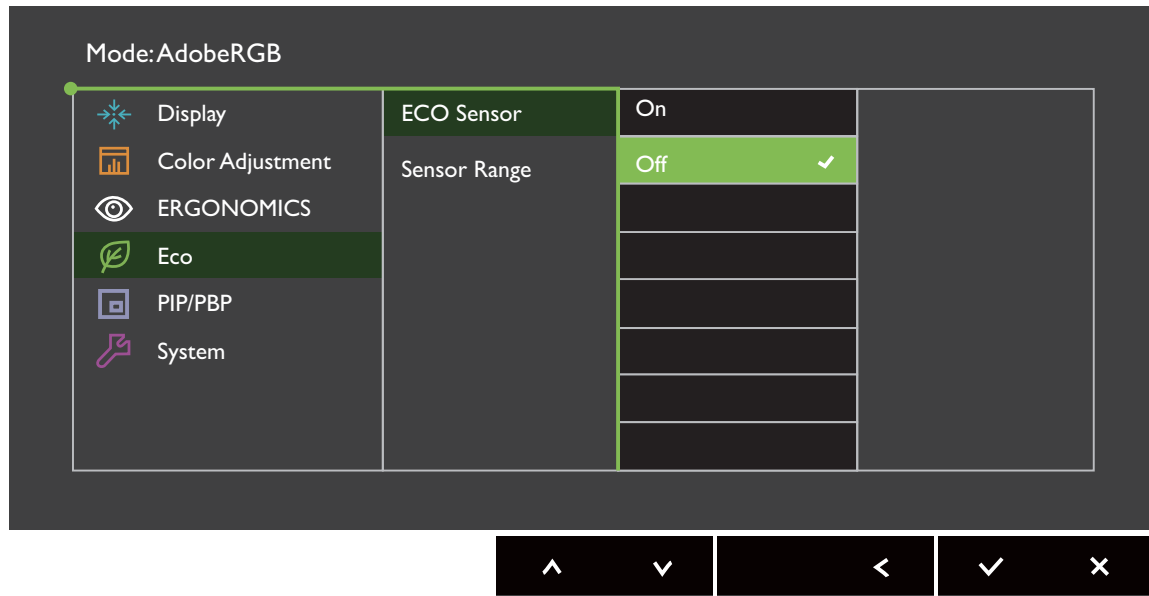 Mode: AdobeRGB
Display
Color Adjustment
ERGONOMICS
Eco
PIP/PBP
System
ECO Sensor
Sensor Range
On
Off